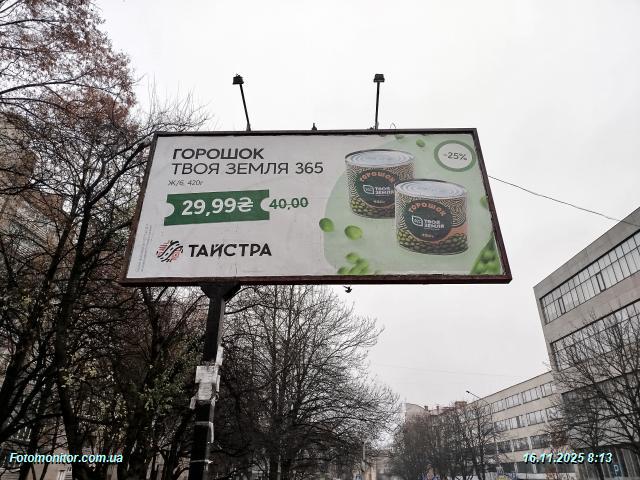 ГОРОШОК
ТВОЯ ЗЕМЛЯ 365
Ж/б, 420г
29,99₴ 40,00
ТАЙСТРА
-25%
ГОРОШОК
ТВОЯ
ЗЕМЛЯ
ГОРОШОК
ТВОЯ
ЗЕМЛЯ
Fotomonitor.com.ua
16.11.2025 8:13